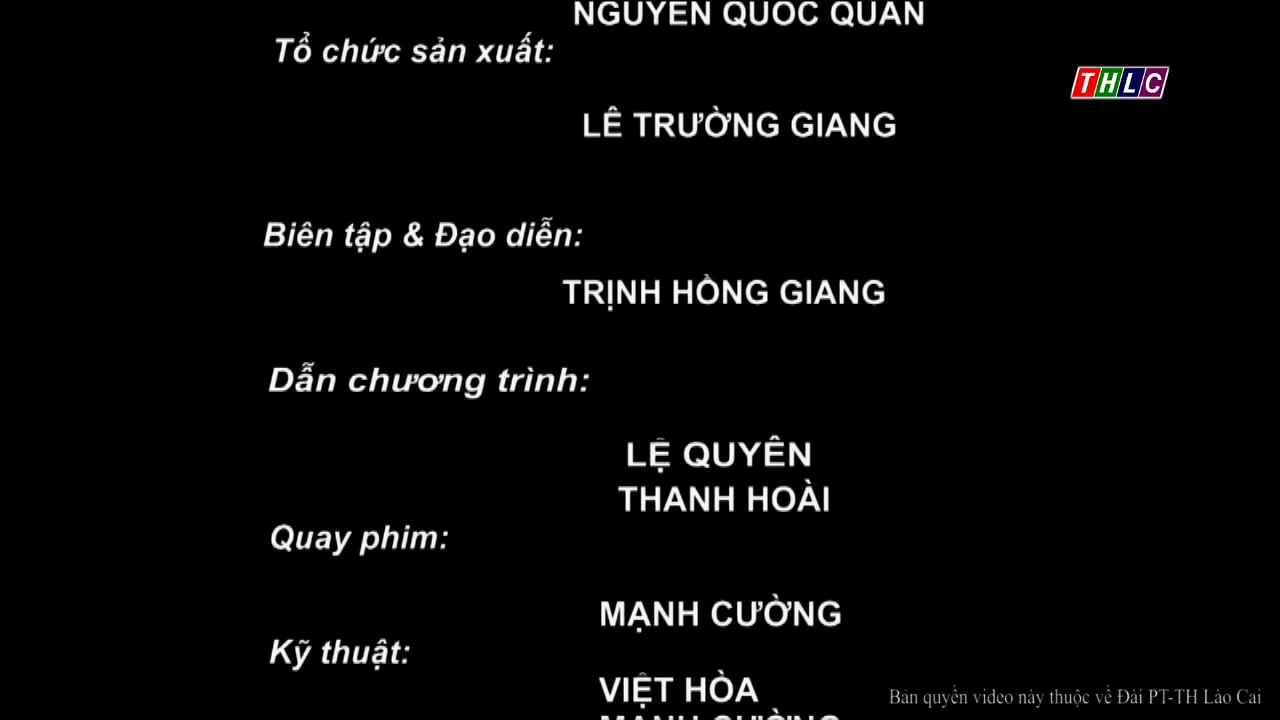 NGUYỄN QUỐC QUÂN
Tổ chức sản xuất:
THLC
LÊ TRƯỜNG GIANG
Biên tập & Đạo diễn:
TRỊNH HỒNG GIANG
Dẫn chương trình:
LỆ QUYÊN
THANH HOÀI
Quay phim:
MẠNH CƯỜNG
Kỹ thuật:
VIỆT HÒA
Bản quyền video này thuộc về Đài PT-TH Lào Cai
MẠNH CƯỜNG